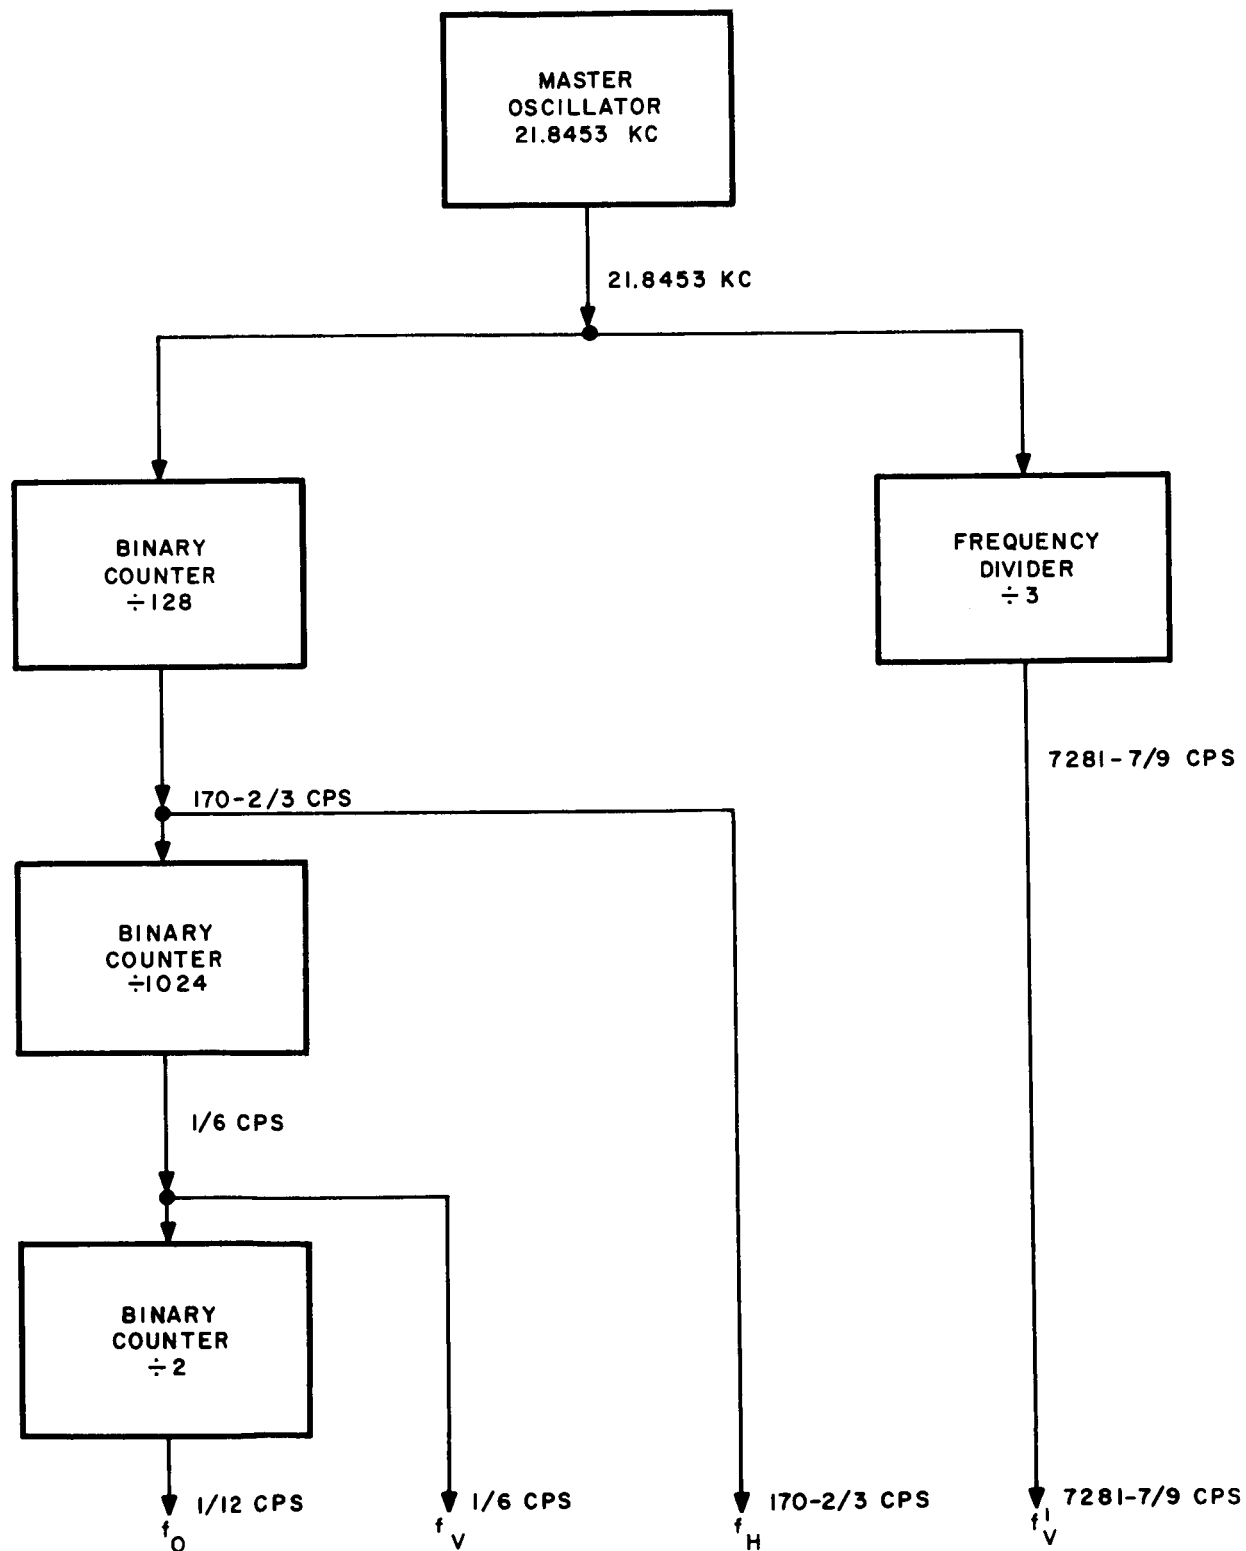 MASTER
OSCILLATOR
21.8453 KC
21.8453 KC
BINARY
COUNTER
÷128
FREQUENCY
DIVIDER
÷3
7281-7/9 CPS
170-2/3 CPS
BINARY
COUNTER
÷1024
1/6 CPS
BINARY
COUNTER
÷2
1/12 CPS
1/6 CPS
170-2/3 CPS
7281-7/9 CPS
fO
fV
fH
f'V